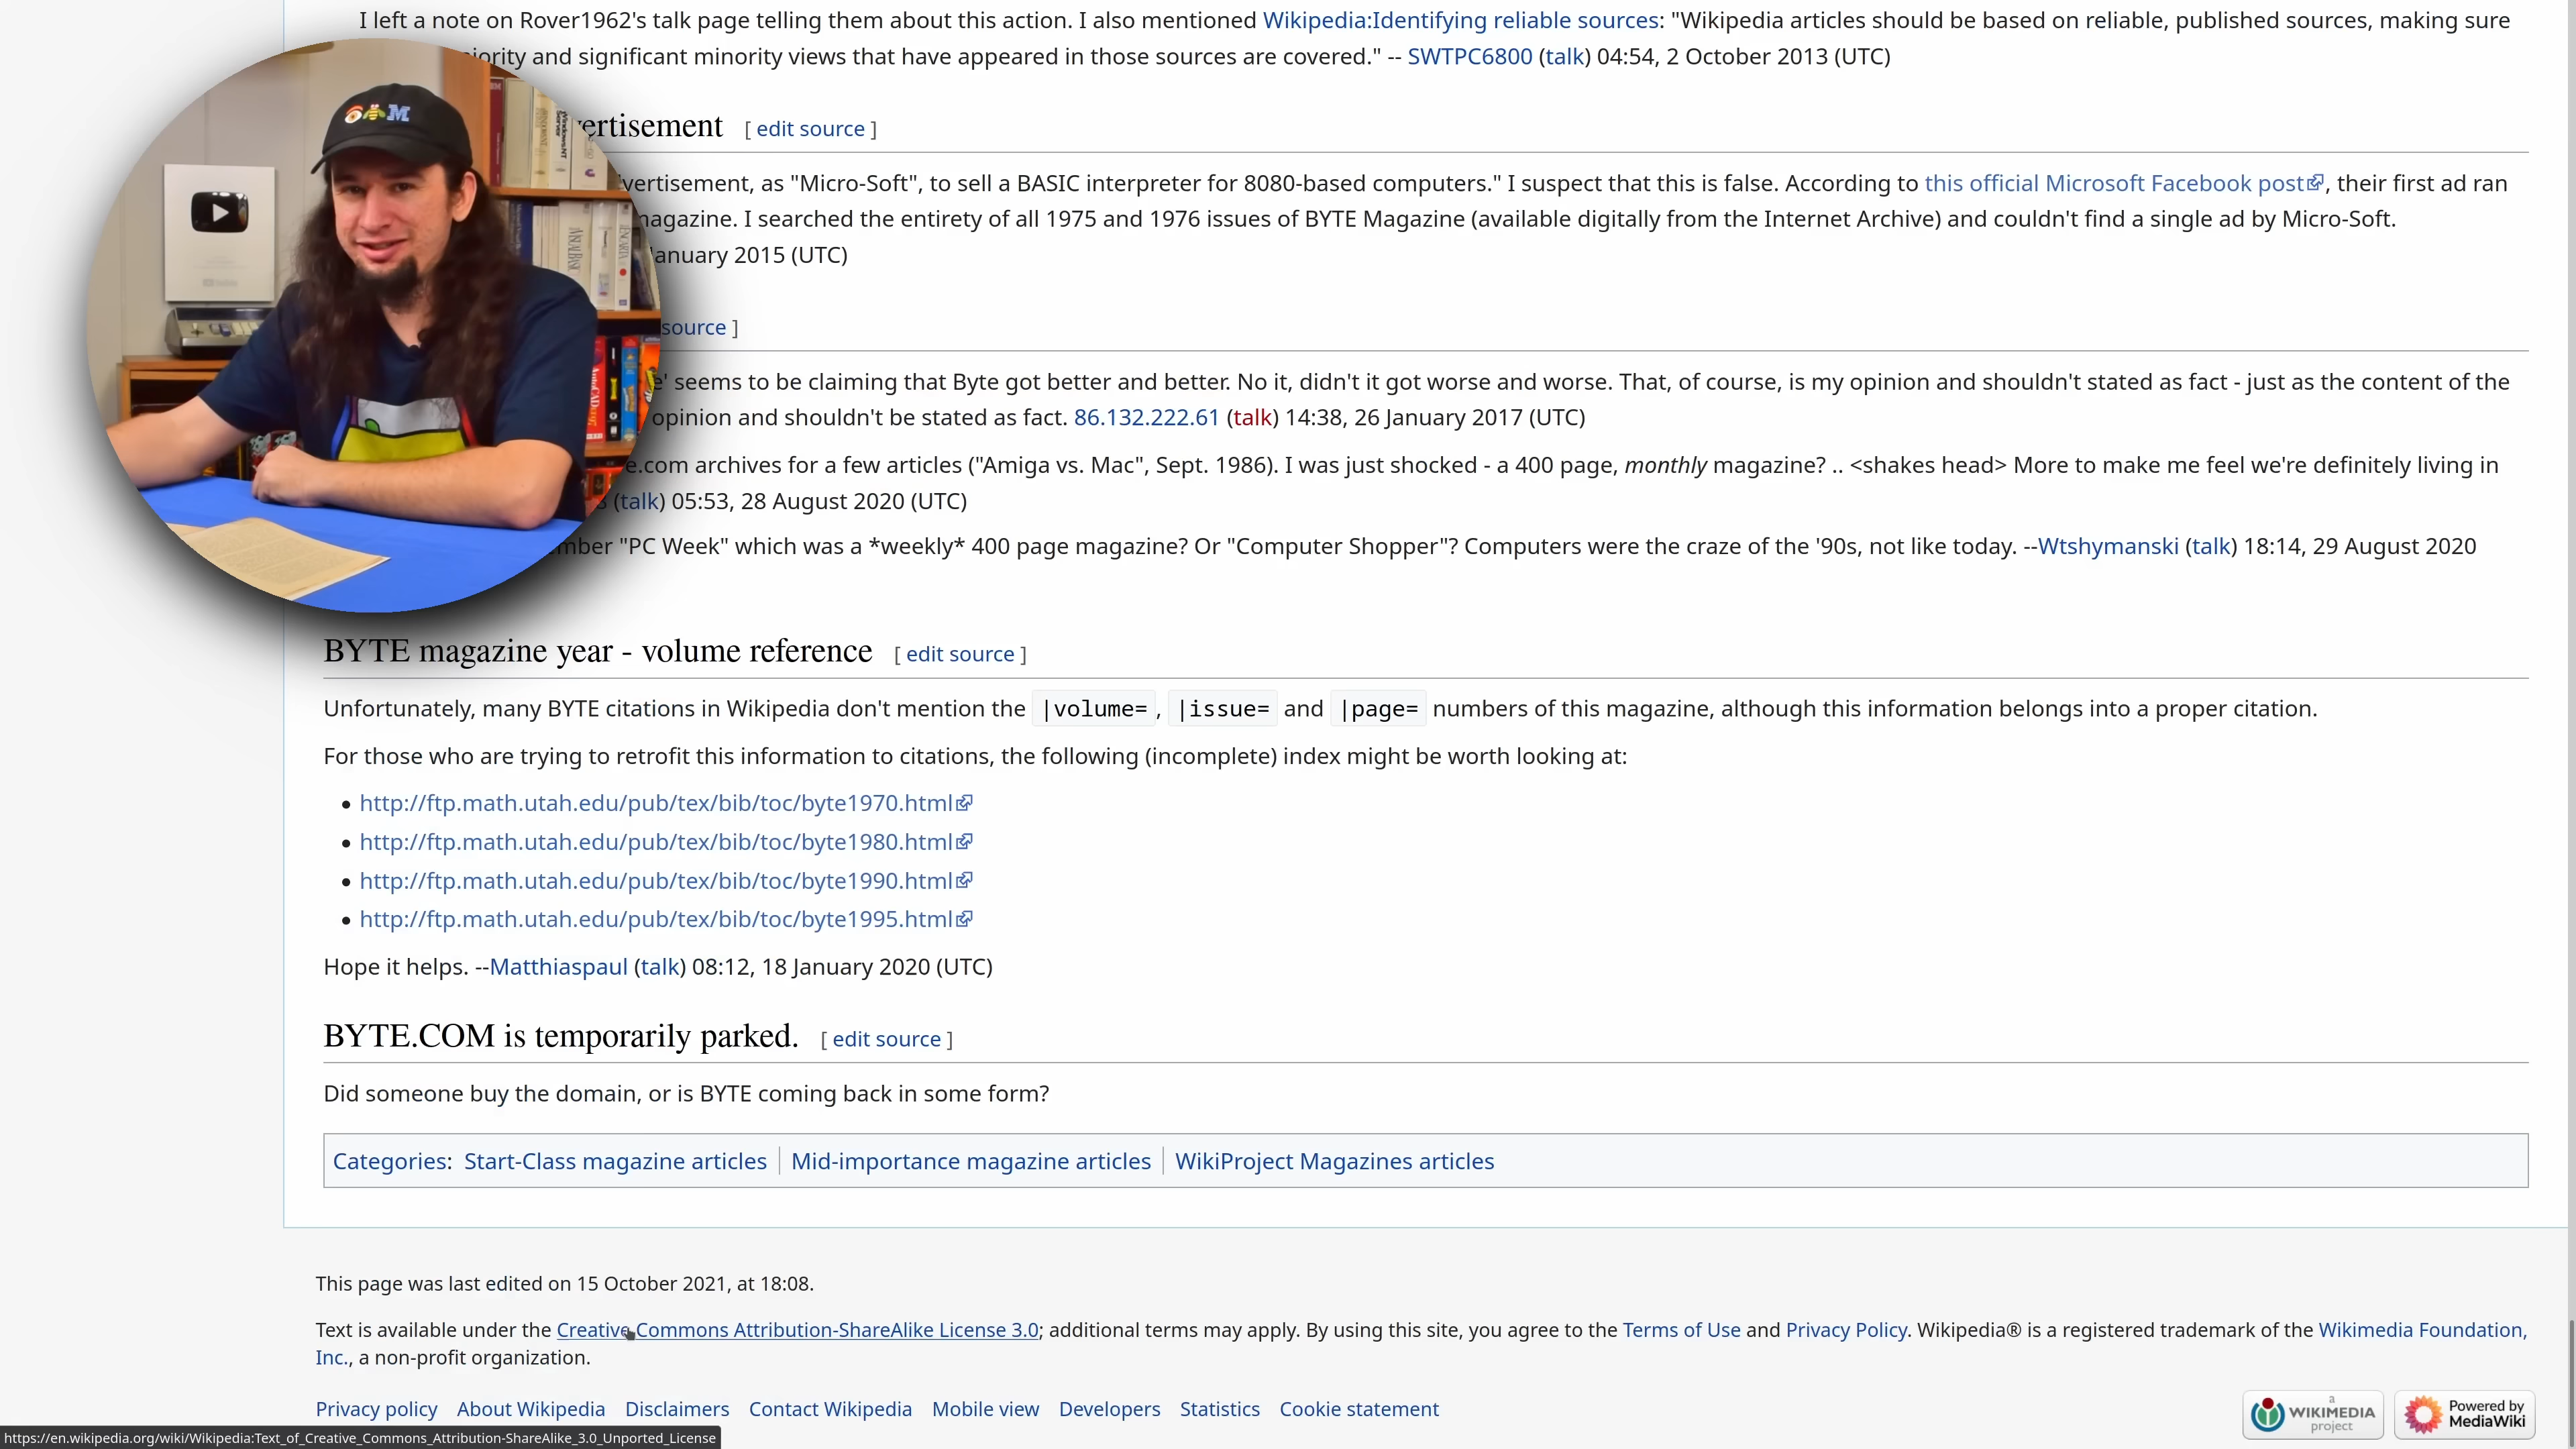 I left a note on Rover1962's talk page telling them about this action. I also mentioned Wikipedia:Identifying reliable sources: "Wikipedia articles should be based on reliable, published sources, making sure
and significant minority views that have appeared in those sources are covered." -- SWTPC6800 (talk) 04:54, 2 October 2013 (UTC)
ertisement [ edit source ]
vertisement, as "Micro-Soft", to sell a BASIC interpreter for 8080-based computers." I suspect that this is false. According to this official Microsoft Facebook post, their first ad ran
magazine. I searched the entirety of all 1975 and 1976 issues of BYTE Magazine (available digitally from the Internet Archive) and couldn't find a single ad by Micro-Soft.
anuary 2015 (UTC)
source ]
e' seems to be claiming that Byte got better and better. No it, didn't it got worse and worse. That, of course, is my opinion and shouldn't stated as fact - just as the content of the
opinion and shouldn't be stated as fact. 86.132.222.61 (talk) 14:38, 26 January 2017 (UTC)
e.com archives for a few articles ("Amiga vs. Mac", Sept. 1986). I was just shocked - a 400 page, monthly magazine? .. <shakes head> More to make me feel we're definitely living in
(talk) 05:53, 28 August 2020 (UTC)
mber "PC Week" which was a *weekly* 400 page magazine? Or "Computer Shopper"? Computers were the craze of the '90s, not like today. --Wtshymanski (talk) 18:14, 29 August 2020
BYTE magazine year - volume reference [ edit source ]
Unfortunately, many BYTE citations in Wikipedia don't mention the |volume=, |issue= and |page= numbers of this magazine, although this information belongs into a proper citation.
For those who are trying to retrofit this information to citations, the following (incomplete) index might be worth looking at:
• http://ftp.math.utah.edu/pub/tex/bib/toc/byte1970.html
• http://ftp.math.utah.edu/pub/tex/bib/toc/byte1980.html
• http://ftp.math.utah.edu/pub/tex/bib/toc/byte1990.html
• http://ftp.math.utah.edu/pub/tex/bib/toc/byte1995.html
Hope it helps. --Matthiaspaul (talk) 08:12, 18 January 2020 (UTC)
BYTE.COM is temporarily parked. [ edit source ]
Did someone buy the domain, or is BYTE coming back in some form?
Categories: Start-Class magazine articles | Mid-importance magazine articles | WikiProject Magazines articles
This page was last edited on 15 October 2021, at 18:08.
Text is available under the Creative Commons Attribution-ShareAlike License 3.0; additional terms may apply. By using this site, you agree to the Terms of Use and Privacy Policy. Wikipedia® is a registered trademark of the Wikimedia Foundation,
Inc., a non-profit organization.
Privacy policy About Wikipedia Disclaimers Contact Wikipedia Mobile view Developers Statistics Cookie statement
a WIKIMEDIA project
Powered by MediaWiki
https://en.wikipedia.org/wiki/Wikipedia:Text_of_Creative_Commons_Attribution-ShareAlike_3.0_Unported_License